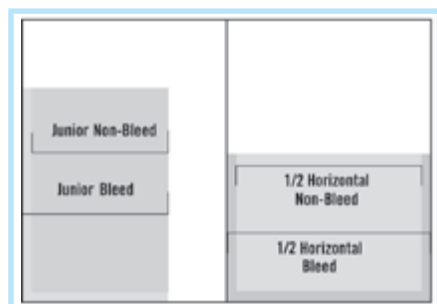 Junior Non-Bleed
Junior Bleed
1/2 Horizontal
Non-Bleed
1/2 Horizontal
Bleed